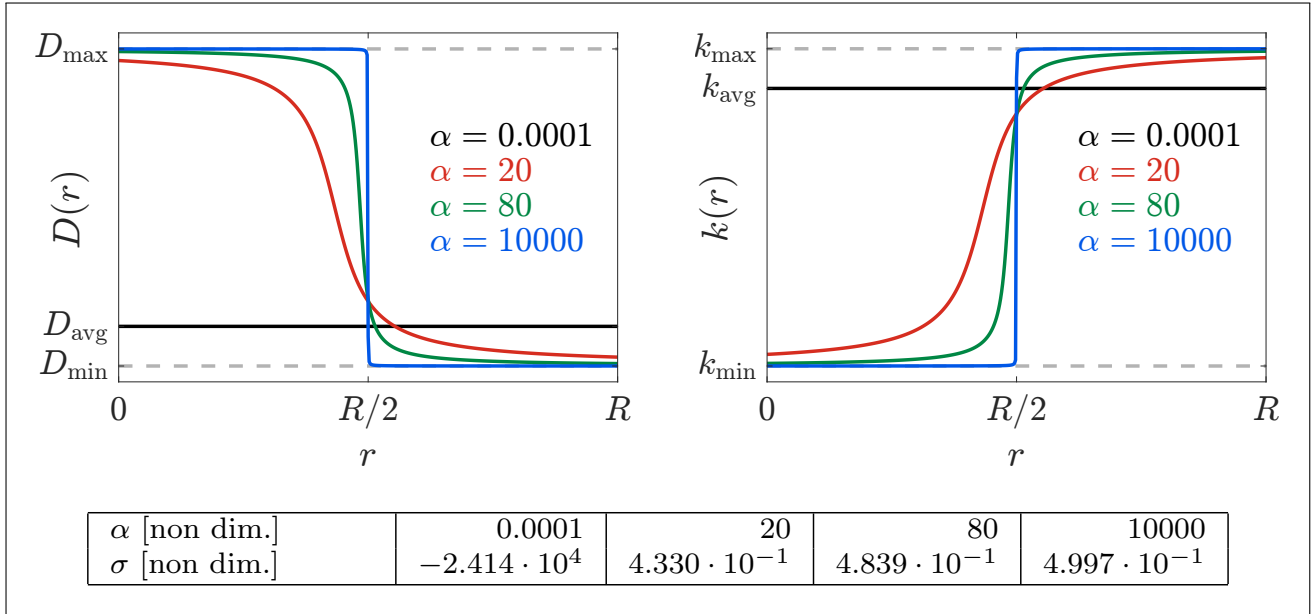 D_max
D_avg
D_min
D(r)
α = 0.0001
α = 20
α = 80
α = 10000
0
R/2
R
r
k_max
k_avg
k_min
k(r)
α = 0.0001
α = 20
α = 80
α = 10000
0
R/2
R
r
α [non dim.] 0.0001 20 80 10000
σ [non dim.] −2.414 · 10⁴ 4.330 · 10⁻¹ 4.839 · 10⁻¹ 4.997 · 10⁻¹